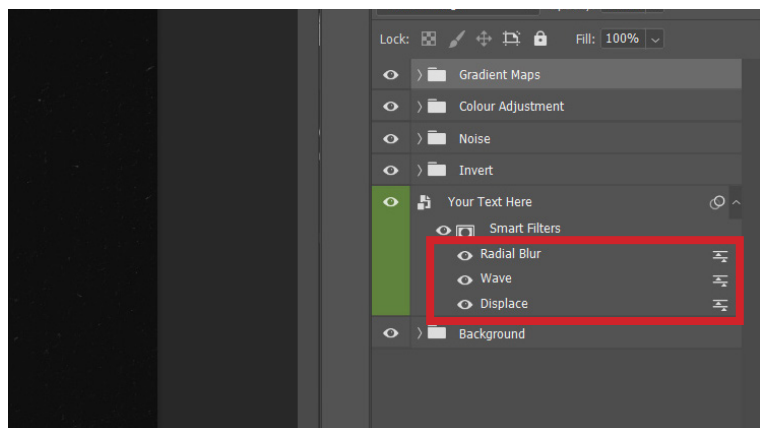 Lock: Fill: 100%
Gradient Maps
Colour Adjustment
Noise
Invert
Your Text Here
Smart Filters
Radial Blur
Wave
Displace
Background